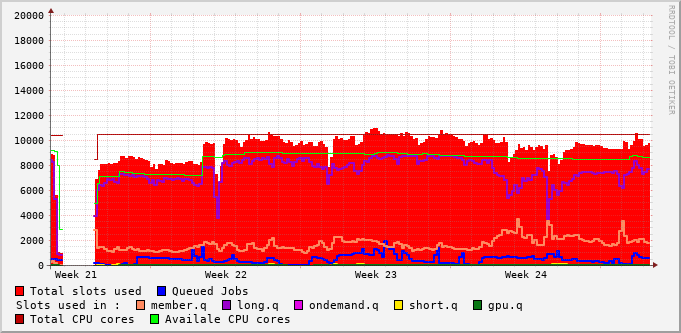 20000
18000
16000
14000
12000
10000
8000
6000
4000
2000
0
Week 21 Week 22 Week 23 Week 24
RRDTOOL / TOBI OETIKER
Total slots used Queued Jobs
Slots used in : member.q long.q ondemand.q short.q gpu.q
Total CPU cores Availale CPU cores